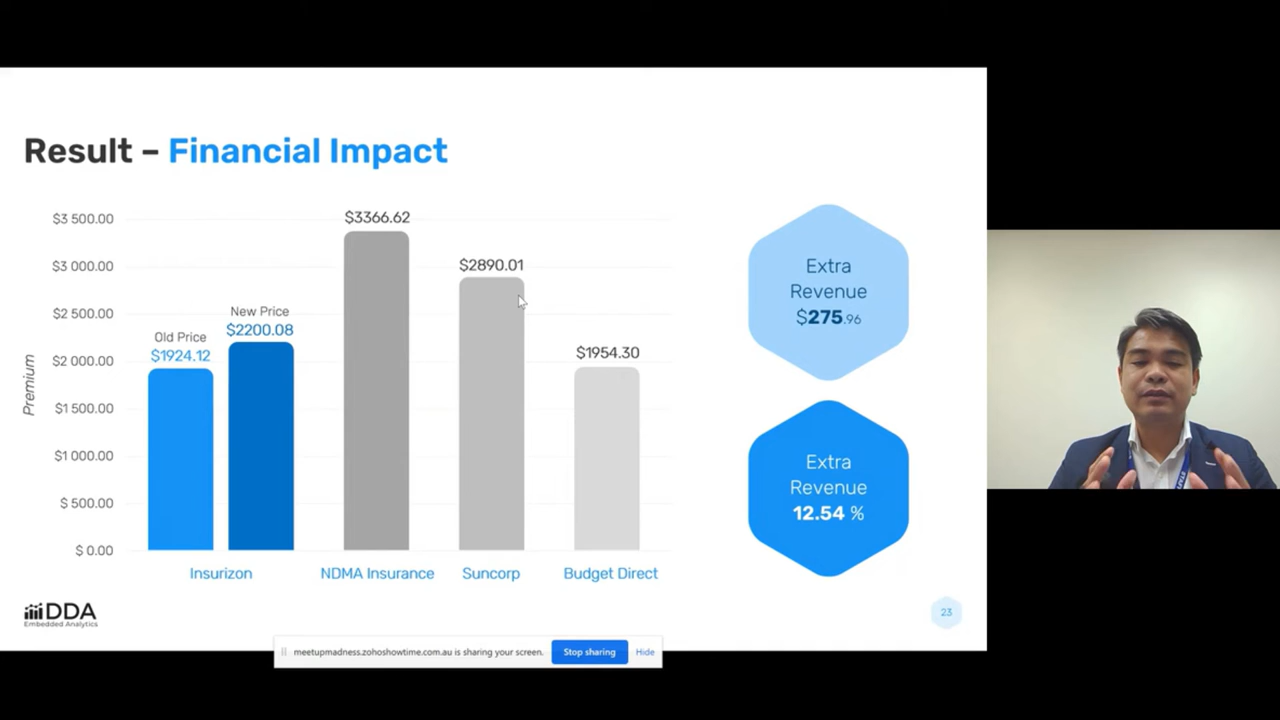 Result – Financial Impact
Premium
$3 500.00
$3 000.00
$2 500.00
$2 000.00
$1 500.00
$1 000.00
$ 500.00
$ 0.00
Old Price
$1924.12
New Price
$2200.08
$3366.62
$2890.01
$1954.30
Insurizon
NDMA Insurance
Suncorp
Budget Direct
Extra
Revenue
$275.96
Extra
Revenue
12.54 %
DDA
Embedded Analytics
23
meetupmadness.zohoshowtime.com.au is sharing your screen.
Stop sharing
Hide